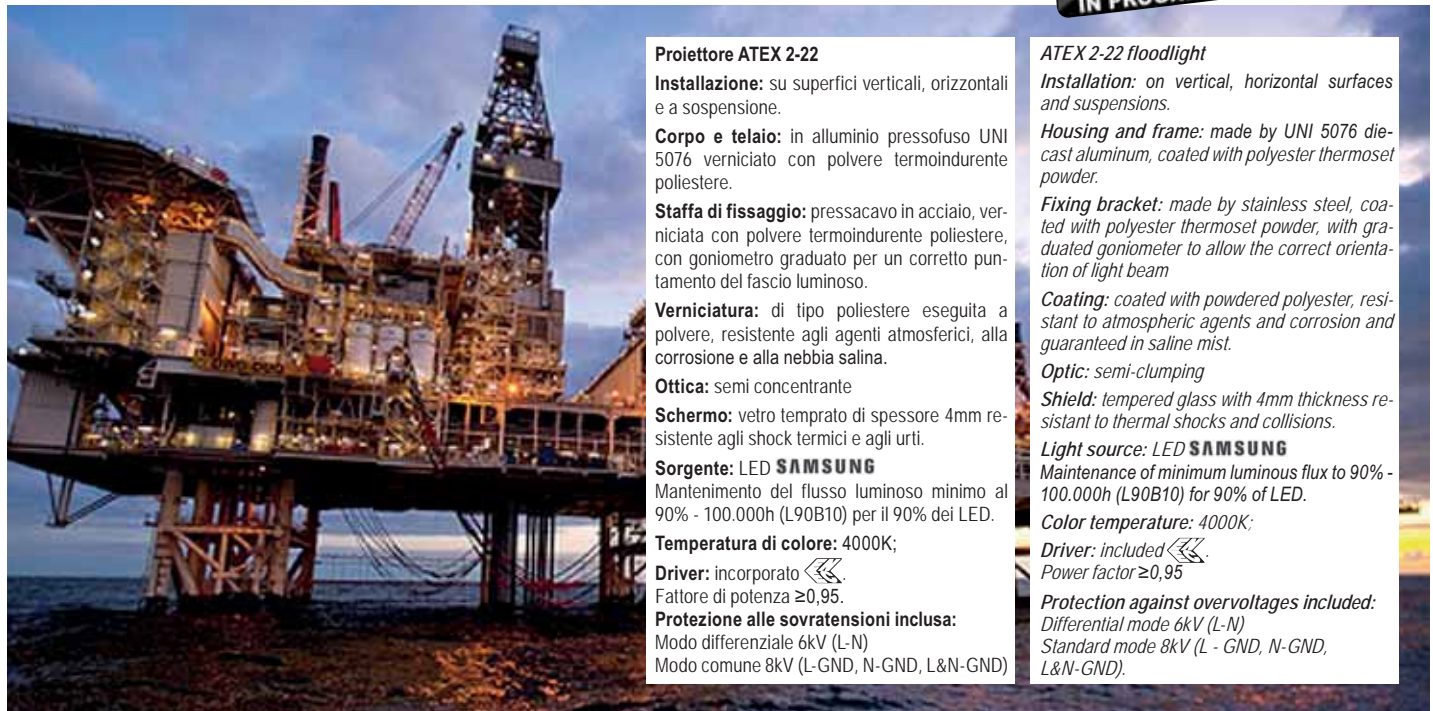 IN PROGR
Proiettore ATEX 2-22
Installazione: su superfici verticali, orizzontali
e a sospensione.
Corpo e telaio: in alluminio pressofuso UNI
5076 verniciato con polvere termoindurente
poliestere.
Staffa di fissaggio: pressacavo in acciaio, ver-
niciata con polvere termoindurente poliestere,
con goniometro graduato per un corretto pun-
tamento del fascio luminoso.
Verniciatura: di tipo poliestere eseguita a
polvere, resistente agli agenti atmosferici, alla
corrosione e alla nebbia salina.
Ottica: semi concentrante
Schermo: vetro temprato di spessore 4mm re-
sistente agli shock termici e agli urti.
Sorgente: LED SAMSUNG
Mantenimento del flusso luminoso minimo al
90% - 100.000h (L90B10) per il 90% dei LED.
Temperatura di colore: 4000K;
Driver: incorporato .
Fattore di potenza ≥0,95.
Protezione alle sovratensioni inclusa:
Modo differenziale 6kV (L-N)
Modo comune 8kV (L-GND, N-GND, L&N-GND)
ATEX 2-22 floodlight
Installation: on vertical, horizontal surfaces
and suspensions.
Housing and frame: made by UNI 5076 die-
cast aluminum, coated with polyester thermoset
powder.
Fixing bracket: made by stainless steel, coa-
ted with polyester thermoset powder, with gra-
duated goniometer to allow the correct orienta-
tion of light beam
Coating: coated with powdered polyester, resi-
stant to atmospheric agents and corrosion and
guaranteed in saline mist.
Optic: semi-clumping
Shield: tempered glass with 4mm thickness re-
sistant to thermal shocks and collisions.
Light source: LED SAMSUNG
Maintenance of minimum luminous flux to 90% -
100.000h (L90B10) for 90% of LED.
Color temperature: 4000K;
Driver: included .
Power factor ≥0,95
Protection against overvoltages included:
Differential mode 6kV (L-N)
Standard mode 8kV (L - GND, N-GND,
L&N-GND).